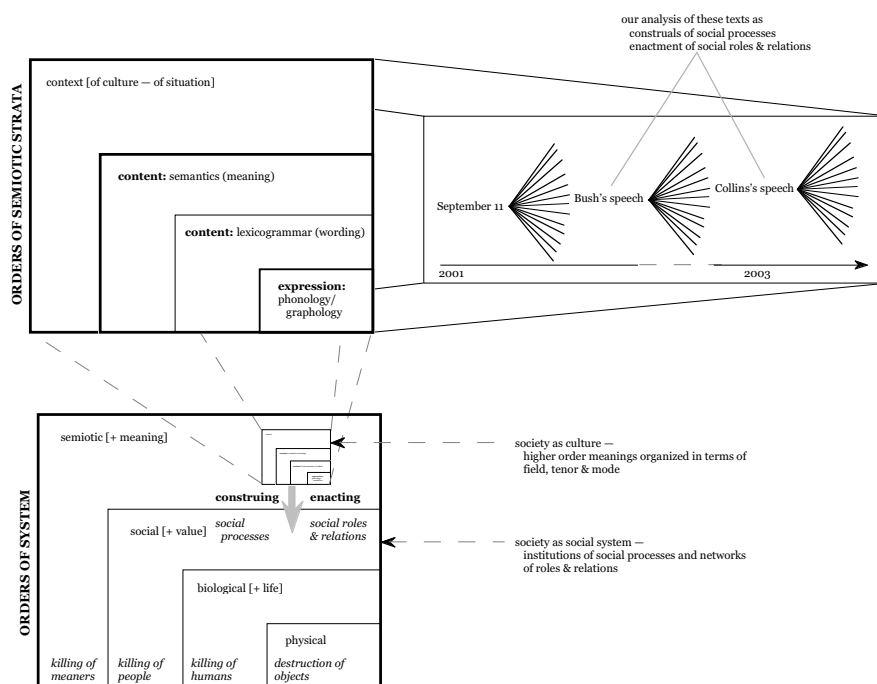 our analysis of these texts as
construals of social processes
enactment of social roles & relations
ORDERS OF SEMIOTIC STRATA
context [of culture — of situation]
content: semantics (meaning)
content: lexicogrammar (wording)
expression:
phonology/
graphology
September 11
Bush's speech
Collins's speech
2001
2003
ORDERS OF SYSTEM
semiotic [+ meaning]
society as culture —
higher order meanings organized in terms of
field, tenor & mode
construing
enacting
social [+ value]
social
processes
social roles
& relations
society as social system —
institutions of social processes and networks
of roles & relations
biological [+ life]
physical
killing of
meaners
killing of
people
killing of
humans
destruction of
objects